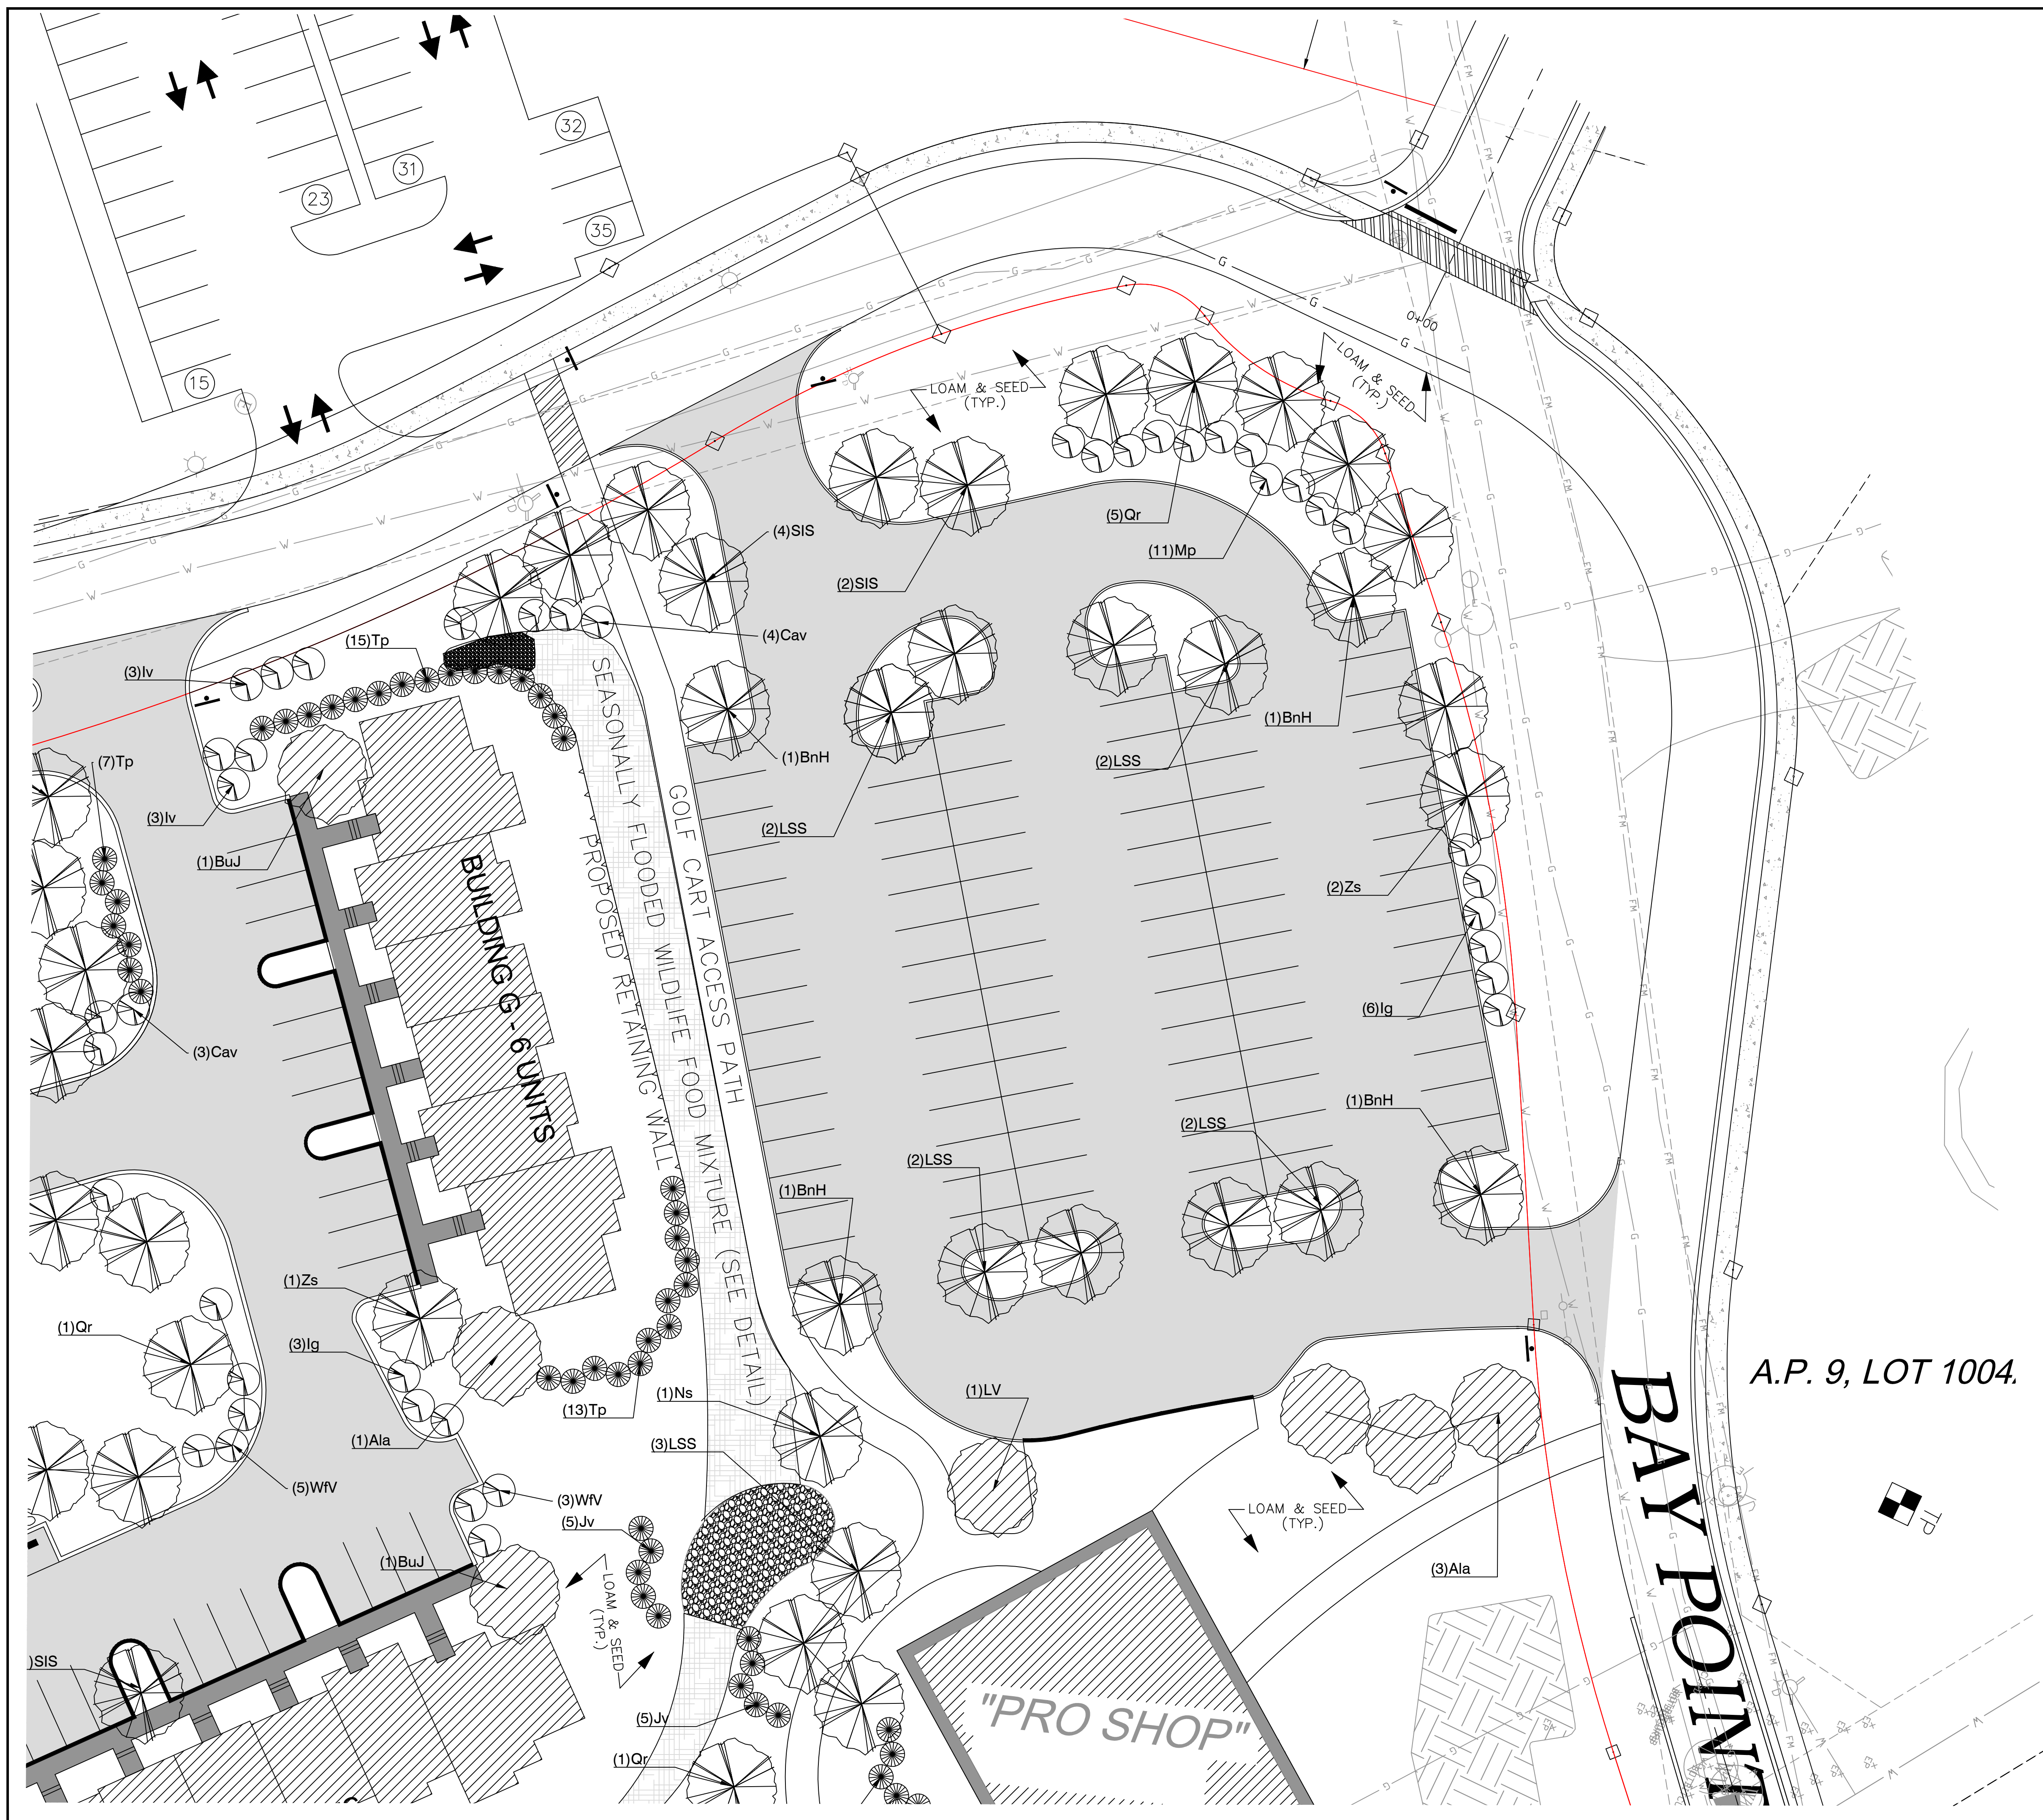 32
31
23
35
15
0+00
LOAM & SEED
(TYP.)
LOAM & SEED
(TYP.)
(4)SIS
(5)Qr
(11)Mp
(2)SIS
(4)Cav
(15)Tp
(3)Iv
(1)BnH
(1)BnH
(2)LSS
(7)Tp
(3)Iv
(2)LSS
(1)BuJ
SEASONALLY FLOODED WILDLIFE FOOD MIXTURE (SEE DETAIL)
GOLF CART ACCESS PATH
PROPOSED RETAINING WALL
BUILDING G - 6 UNITS
(2)Zs
(6)Ig
(3)Cav
(1)BnH
(2)LSS
(2)LSS
(1)BnH
(1)Zs
(1)Qr
(3)Ig
(1)Ala
(13)Tp
(1)Ns
(1)LV
(3)LSS
(5)WfV
(3)WfV
(5)Jv
(1)BuJ
LOAM & SEED
(TYP.)
LOAM & SEED
(TYP.)
(3)Ala
A.P. 9, LOT 1004
BAY POINT
TP
)SIS
(5)Jv
(1)Qr
"PRO SHOP"
G
W
FM